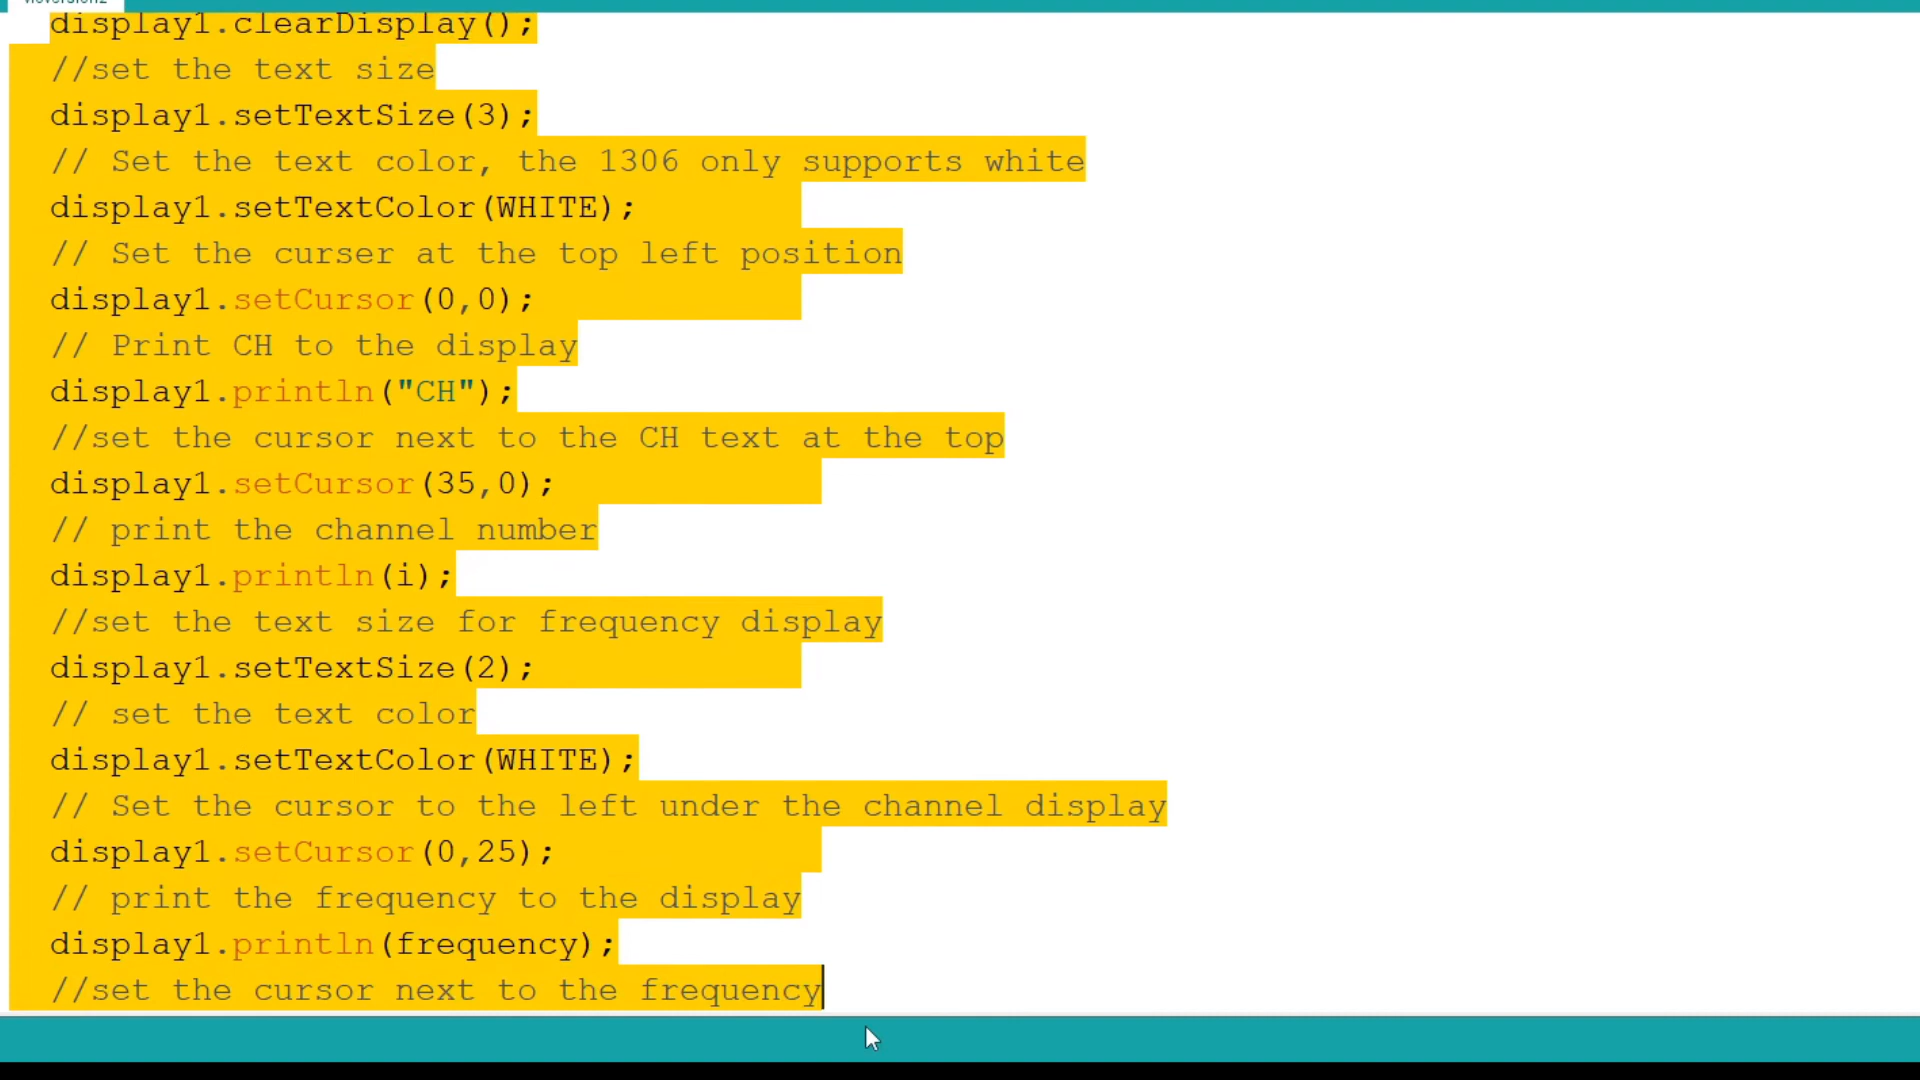 display1.clearDisplay();
//set the text size
display1.setTextSize(3);
// Set the text color, the 1306 only supports white
display1.setTextColor(WHITE);
// Set the curser at the top left position
display1.setCursor(0,0);
// Print CH to the display
display1.println("CH");
//set the cursor next to the CH text at the top
display1.setCursor(35,0);
// print the channel number
display1.println(i);
//set the text size for frequency display
display1.setTextSize(2);
// set the text color
display1.setTextColor(WHITE);
// Set the cursor to the left under the channel display
display1.setCursor(0,25);
// print the frequency to the display
display1.println(frequency);
//set the cursor next to the frequency